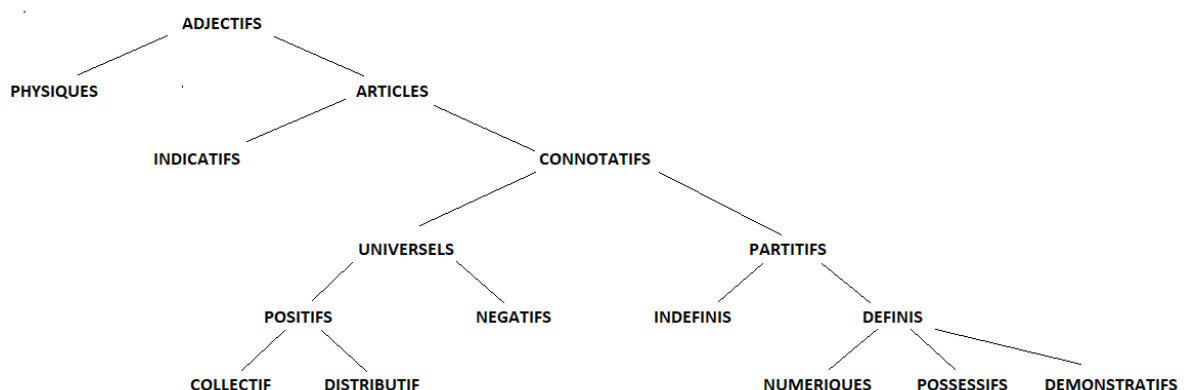 ADJECTIFS
PHYSIQUES ARTICLES
INDICATIFS CONNOTATIFS
UNIVERSELS PARTITIFS
POSITIFS NEGATIFS INDEFINIS DEFINIS
COLLECTIF DISTRIBUTIF NUMERIQUES POSSESSIFS DEMONSTRATIFS